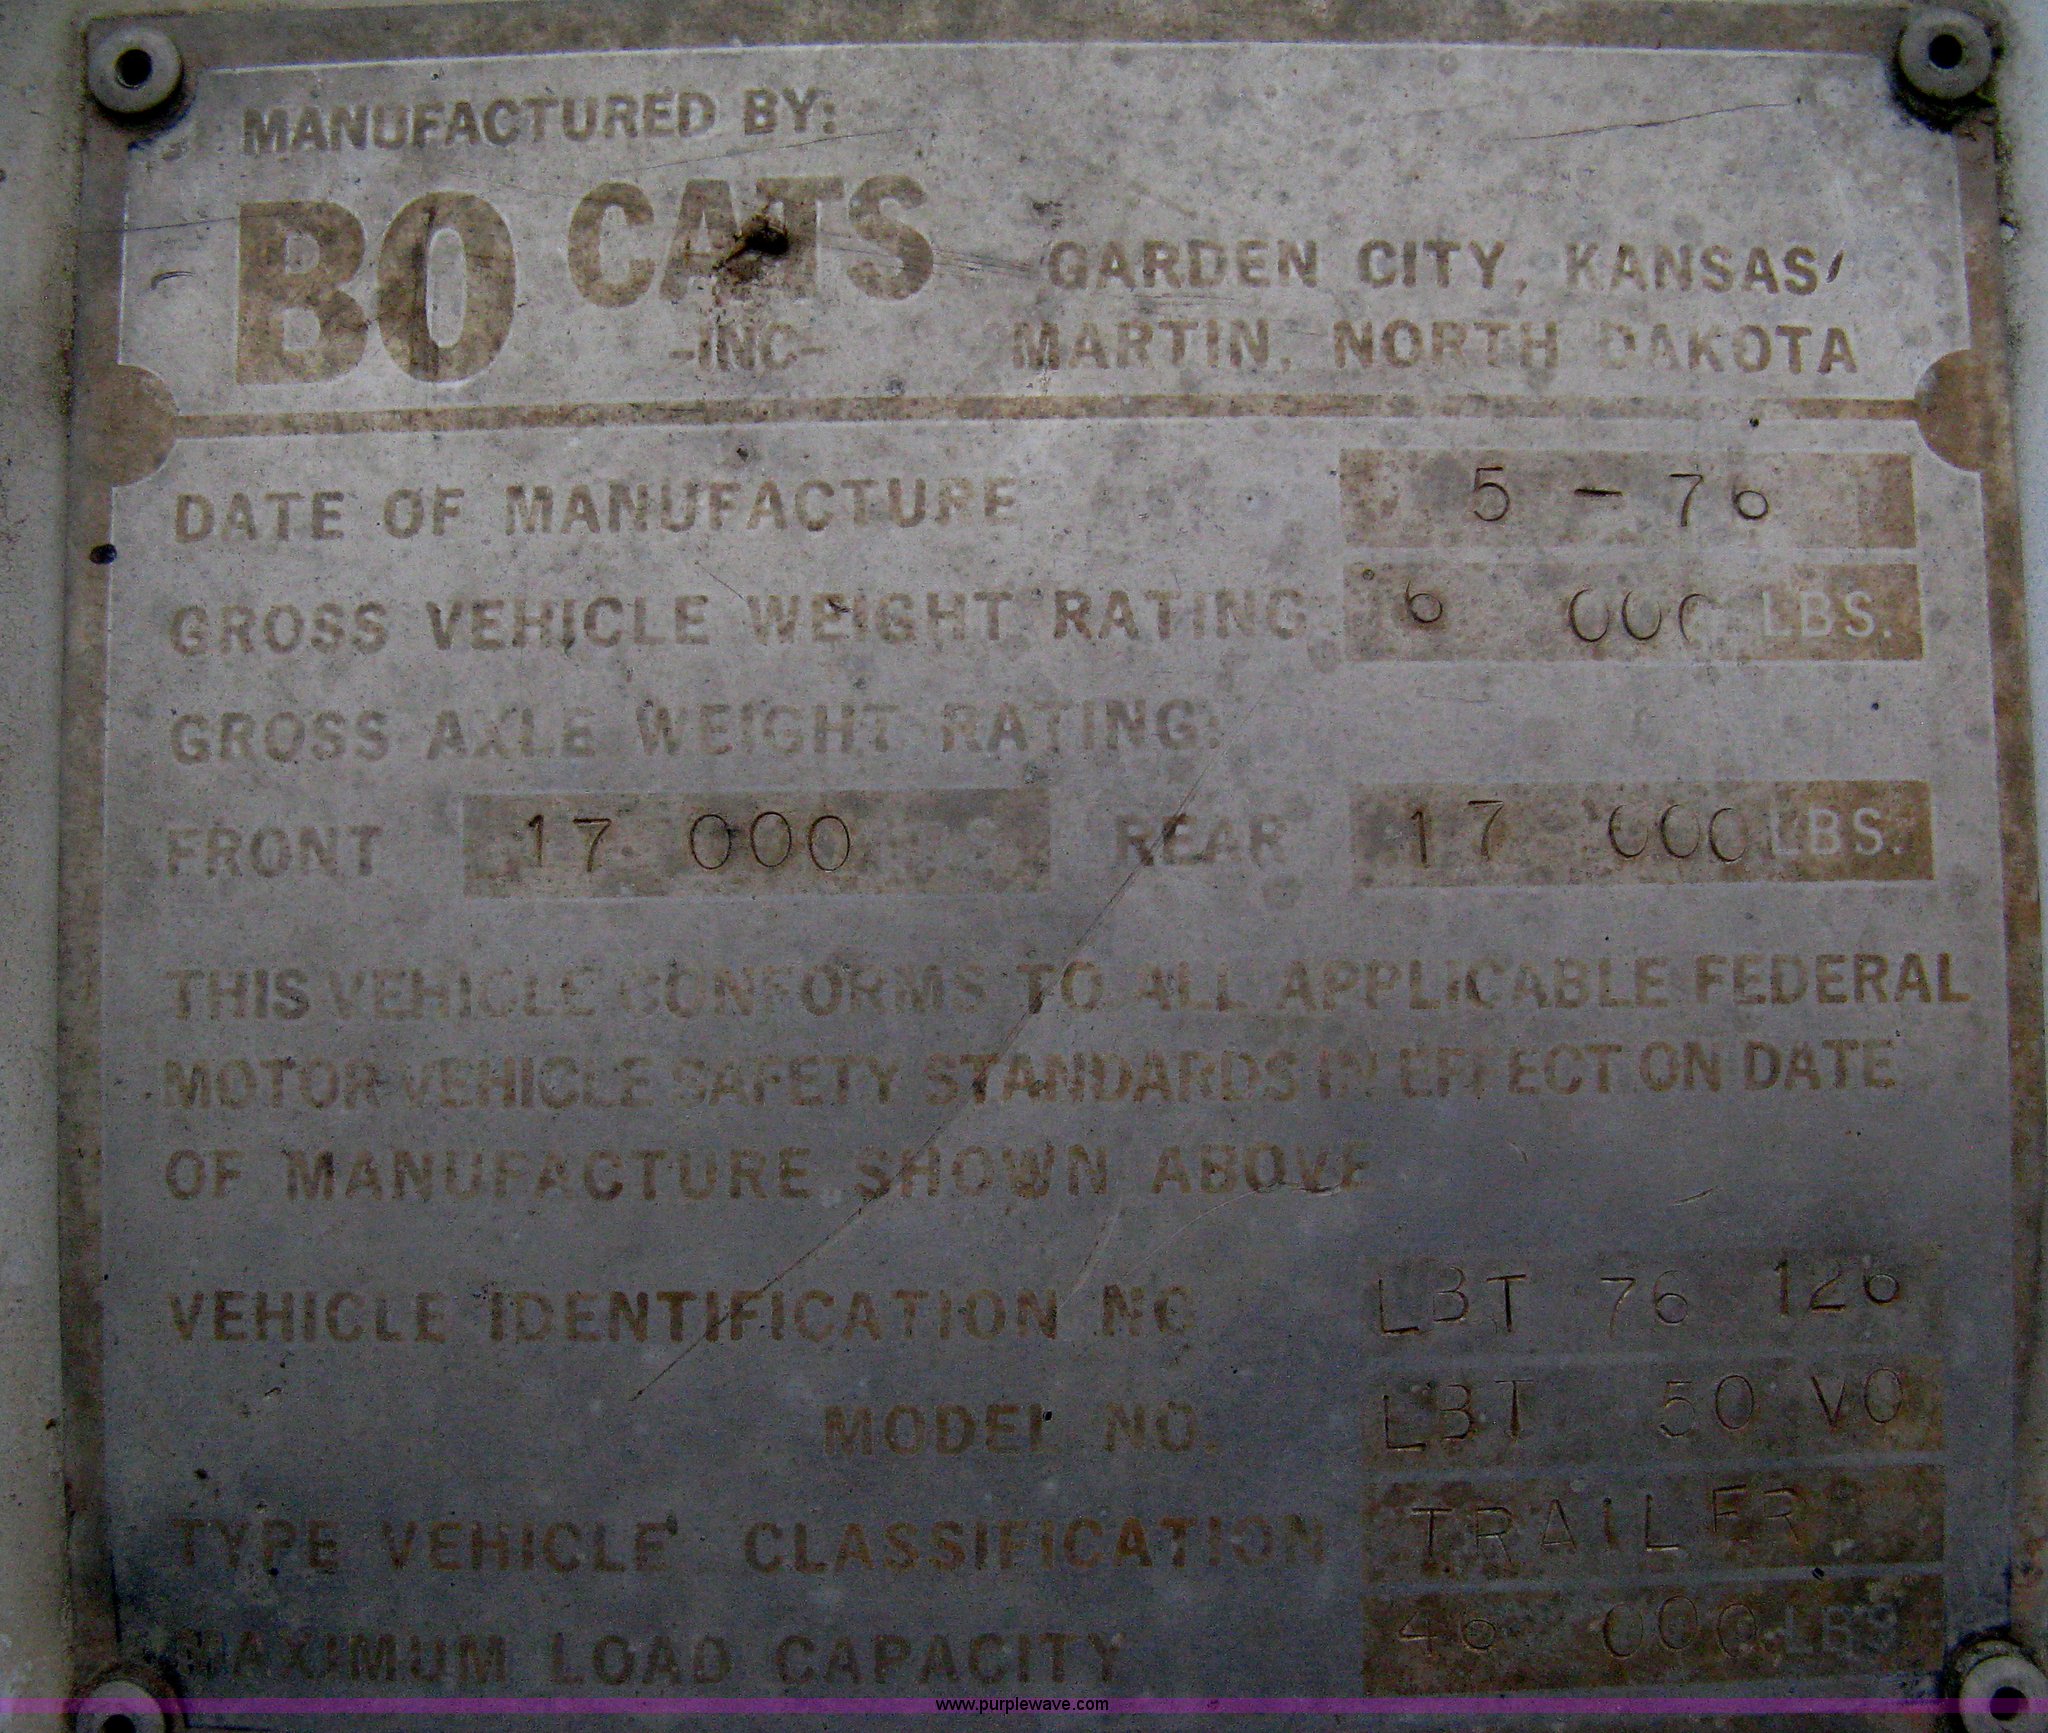 MANUFACTURED BY:
BO CATS
-INC-
GARDEN CITY, KANSAS
MARTIN, NORTH DAKOTA
DATE OF MANUFACTURE 5 - 76
GROSS VEHICLE WEIGHT RATING 6 000 LBS.
GROSS AXLE WEIGHT RATING:
FRONT 17 000 REAR 17 000 LBS.
THIS VEHICLE CONFORMS TO ALL APPLICABLE FEDERAL
MOTOR VEHICLE SAFETY STANDARDS IN EFFECT ON DATE
OF MANUFACTURE SHOWN ABOVE
VEHICLE IDENTIFICATION NO LBT 76 126
MODEL NO. LBT 50 VO
TYPE VEHICLE CLASSIFICATION TRAILER
MAXIMUM LOAD CAPACITY 46 000 LBS
www.purplewave.com